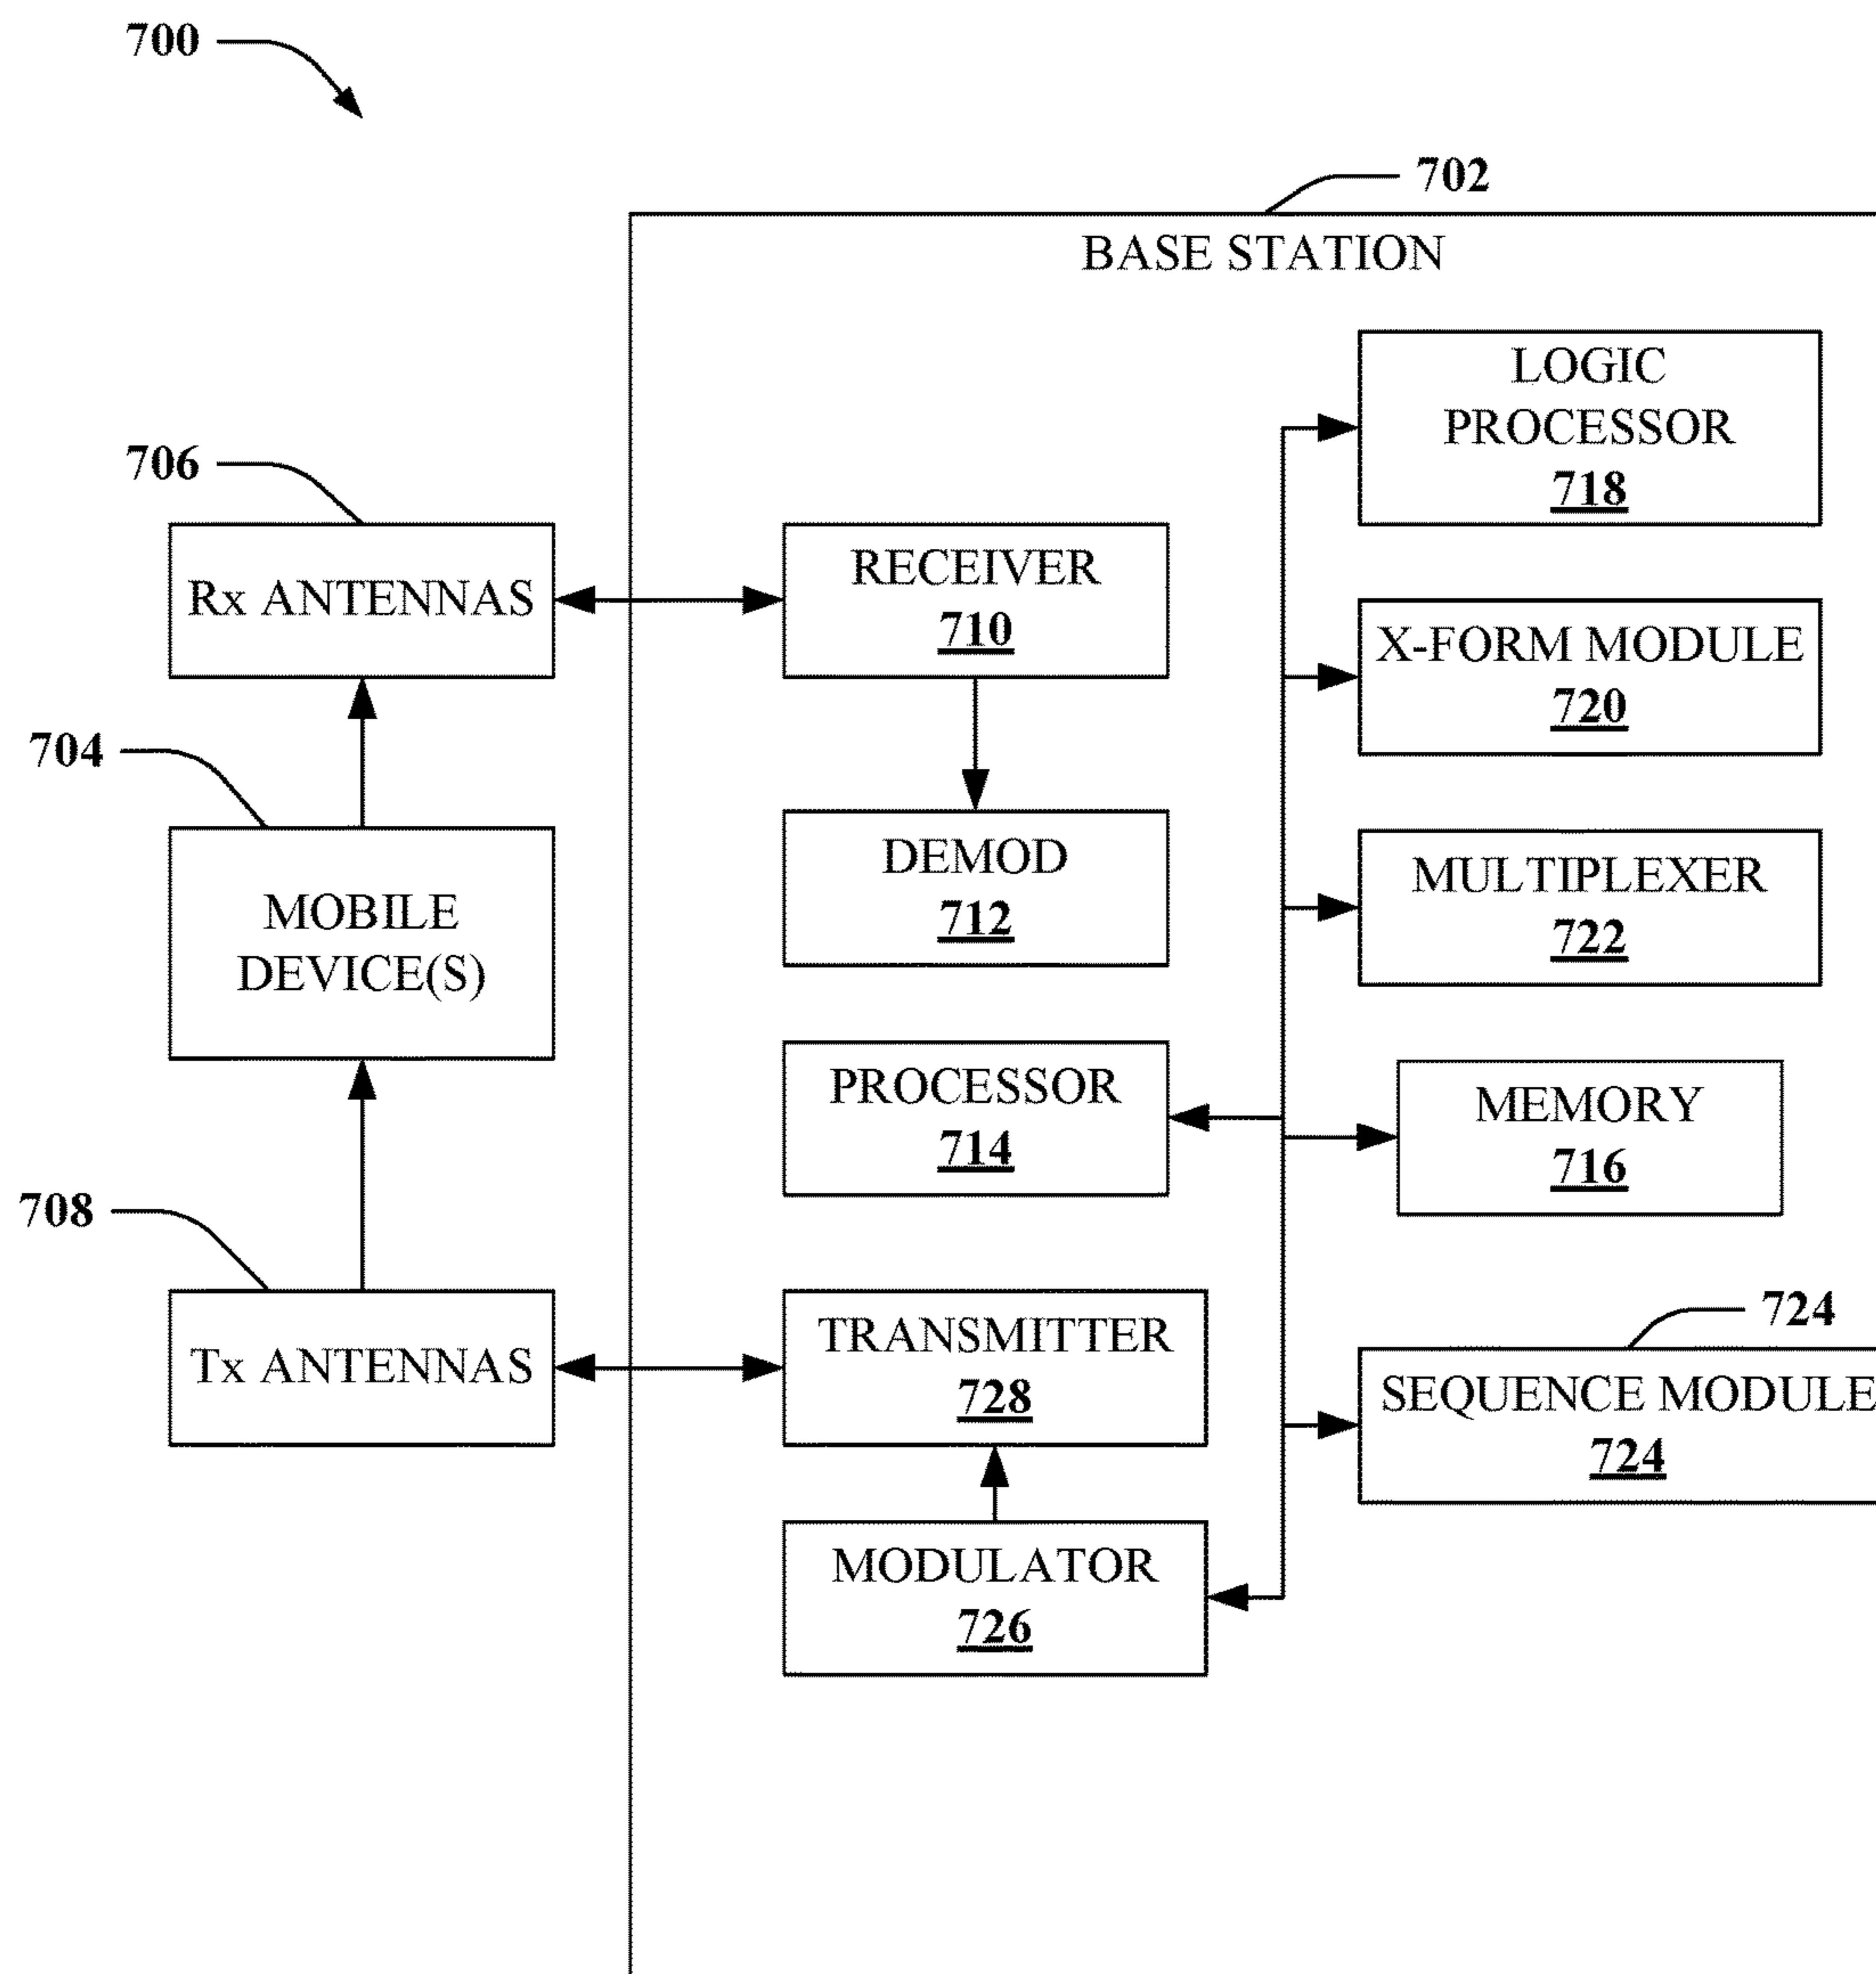 700
702
BASE STATION
LOGIC
PROCESSOR
718
706
Rx ANTENNAS
RECEIVER
710
X-FORM MODULE
720
704
MOBILE
DEVICE(S)
DEMOD
712
MULTIPLEXER
722
PROCESSOR
714
MEMORY
716
708
Tx ANTENNAS
TRANSMITTER
728
724
SEQUENCE MODULE
724
MODULATOR
726